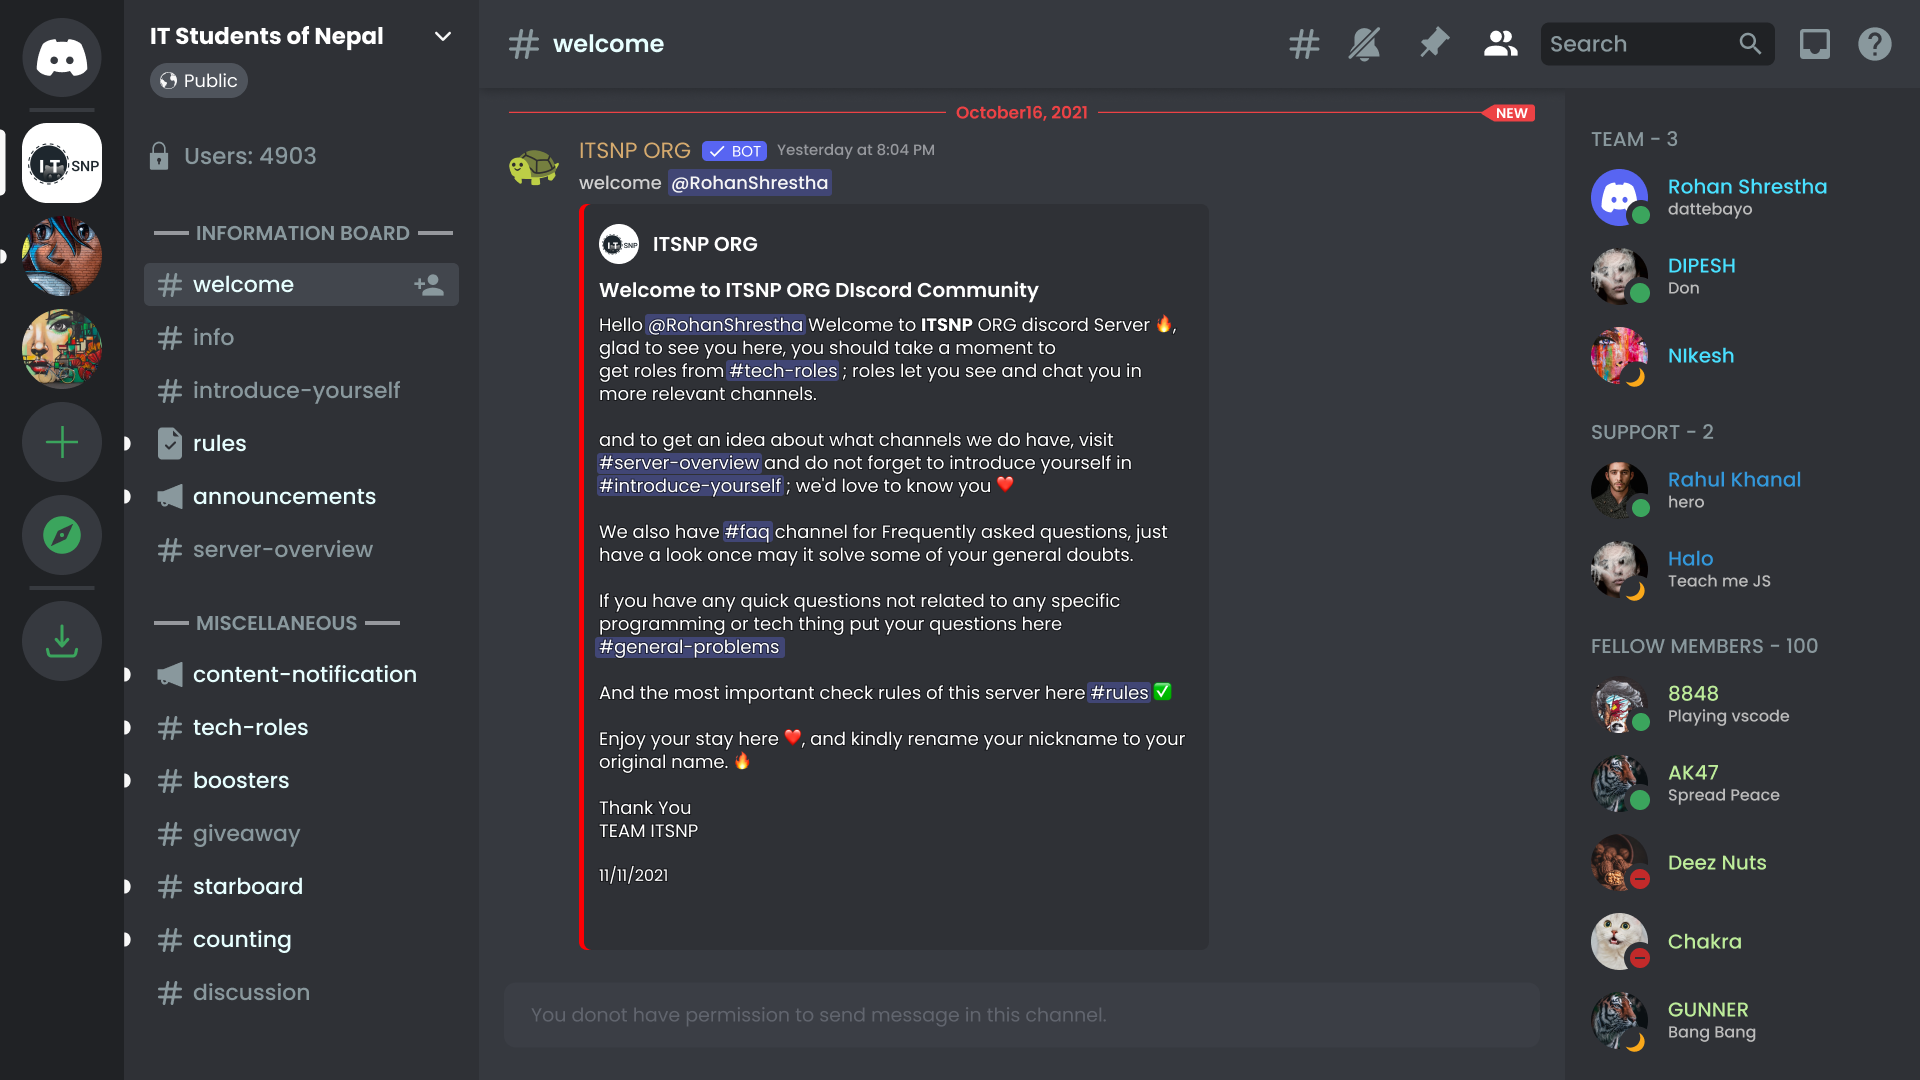 IT Students of Nepal
Public
Users: 4903
INFORMATION BOARD
welcome
info
introduce-yourself
rules
announcements
server-overview
MISCELLANEOUS
content-notification
tech-roles
boosters
giveaway
starboard
counting
discussion
I-T SNP
# welcome
Search
October16, 2021
NEW
ITSNP ORG BOT Yesterday at 8:04 PM
welcome @RohanShrestha
I-T SNP
ITSNP ORG
Welcome to ITSNP ORG DIscord Community
Hello @RohanShrestha Welcome to ITSNP ORG discord Server 🔥,
glad to see you here, you should take a moment to
get roles from #tech-roles ; roles let you see and chat you in
more relevant channels.
and to get an idea about what channels we do have, visit
#server-overview and do not forget to introduce yourself in
#introduce-yourself ; we'd love to know you ❤️
We also have #faq channel for Frequently asked questions, just
have a look once may it solve some of your general doubts.
If you have any quick questions not related to any specific
programming or tech thing put your questions here
#general-problems
And the most important check rules of this server here #rules ✅
Enjoy your stay here ❤️, and kindly rename your nickname to your
original name. 🔥
Thank You
TEAM ITSNP
11/11/2021
You donot have permission to send message in this channel.
TEAM - 3
Rohan Shrestha
dattebayo
DIPESH
Don
NIkesh
SUPPORT - 2
Rahul Khanal
hero
Halo
Teach me JS
FELLOW MEMBERS - 100
8848
Playing vscode
AK47
Spread Peace
Deez Nuts
Chakra
GUNNER
Bang Bang